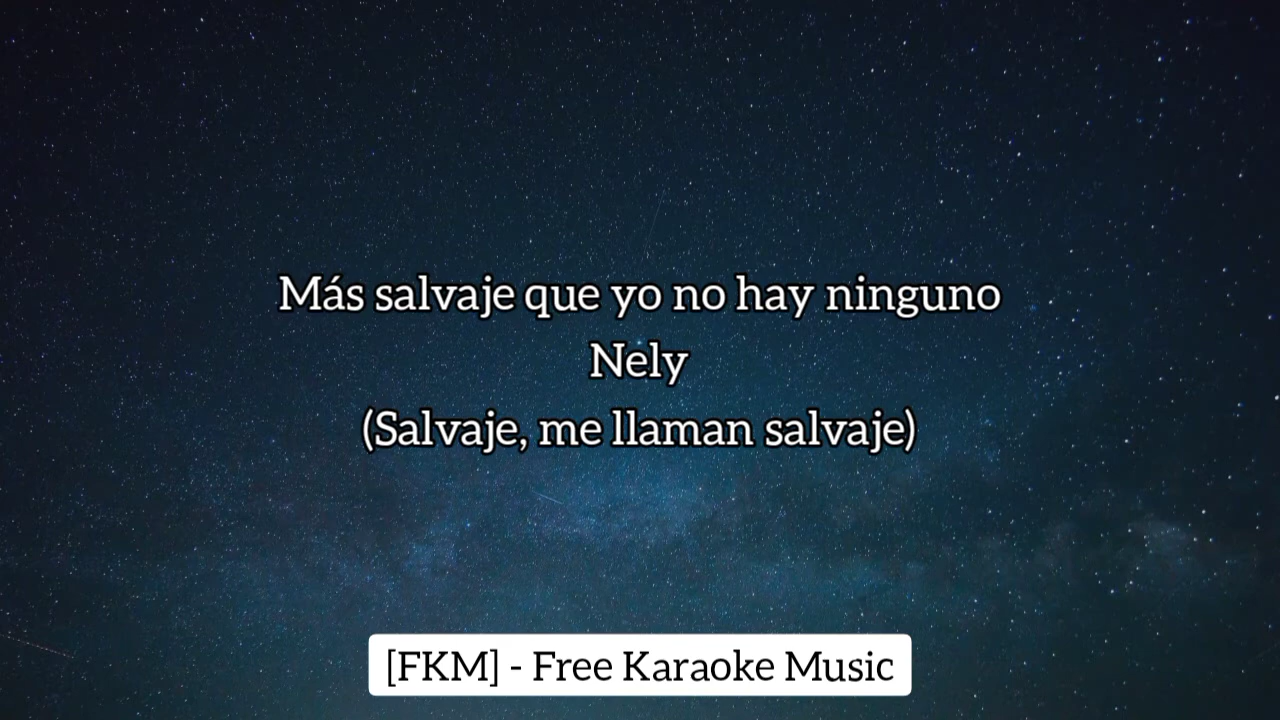 Más salvaje que yo no hay ninguno
Nely
(Salvaje, me llaman salvaje)
[FKM] - Free Karaoke Music